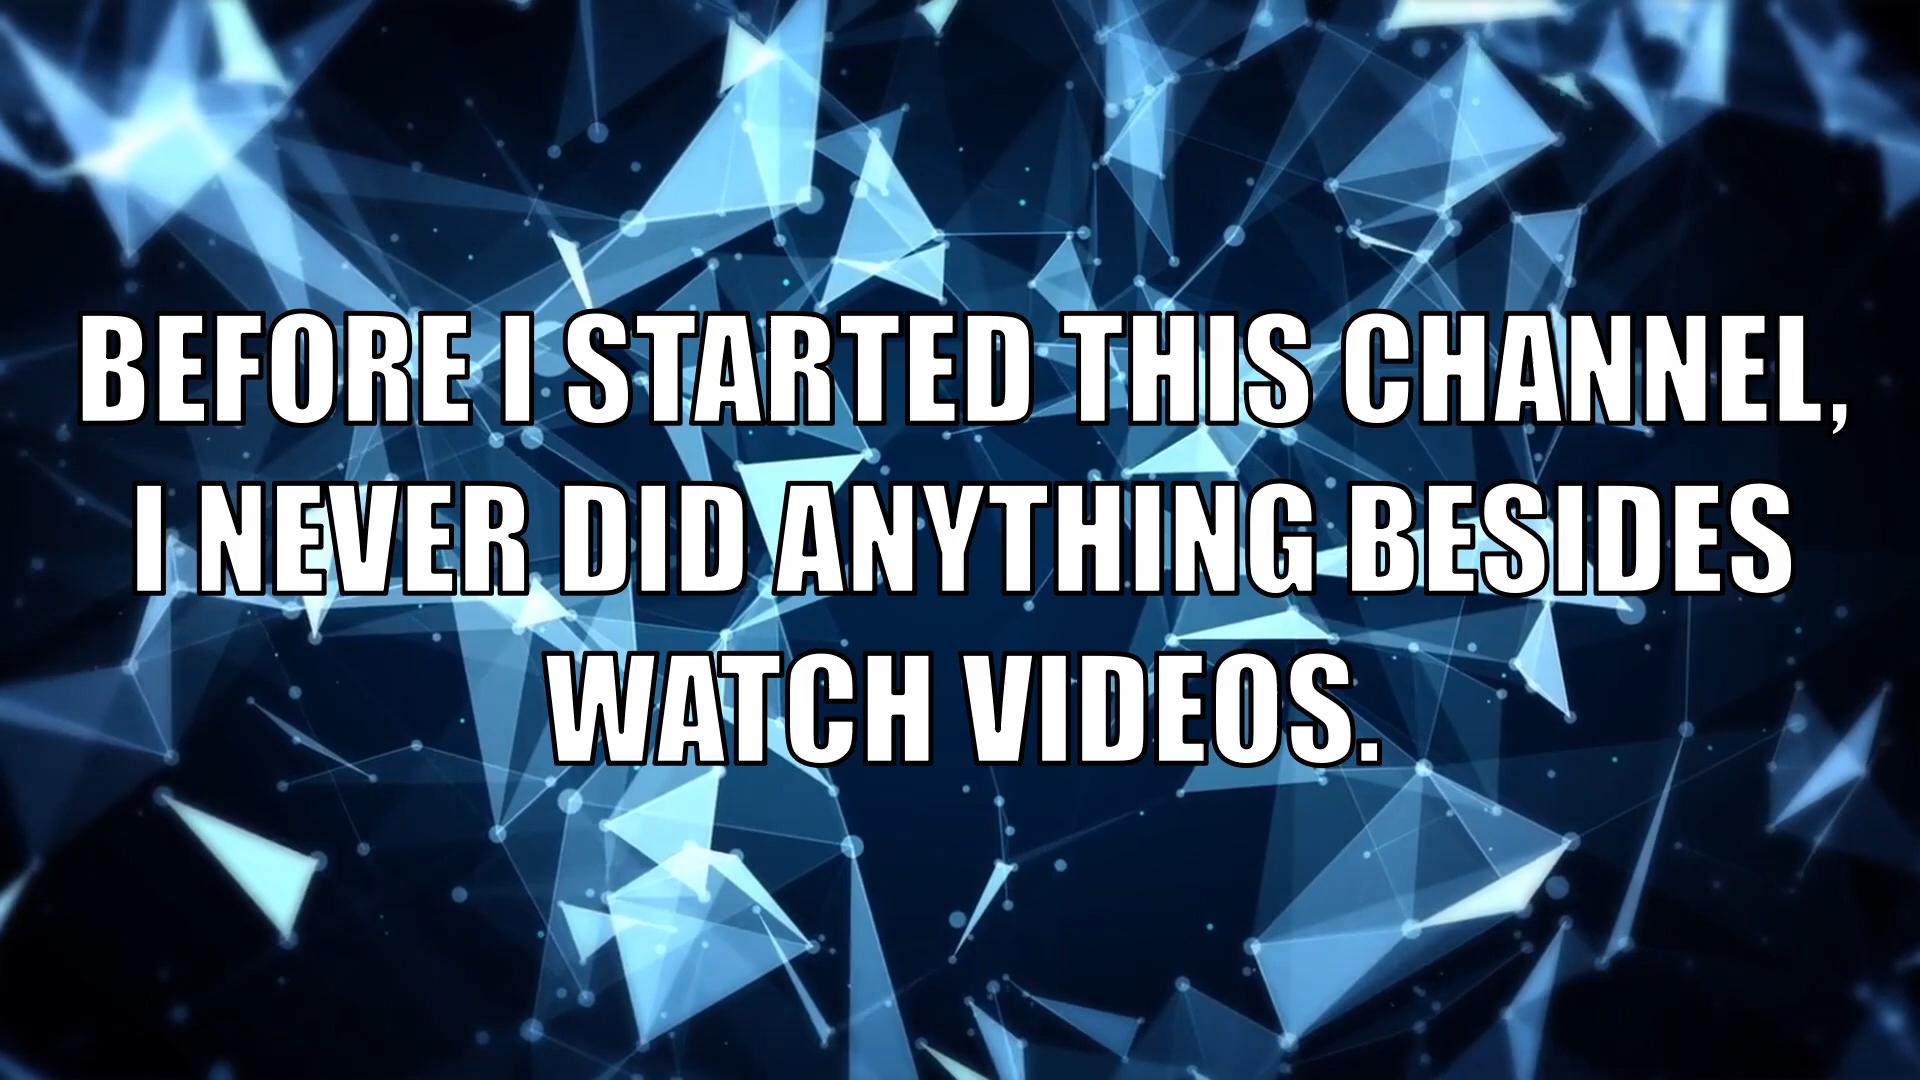 BEFORE I STARTED THIS CHANNEL,
I NEVER DID ANYTHING BESIDES
WATCH VIDEOS.